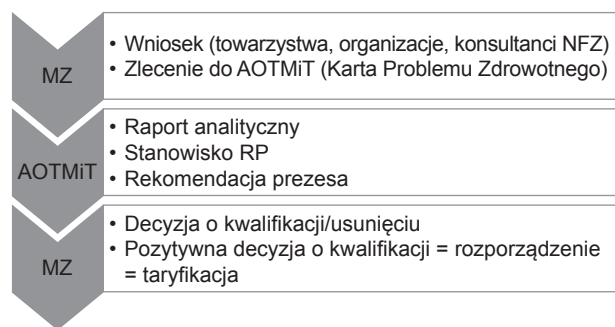 MZ
• Wniosek (towarzystwa, organizacje, konsultanci NFZ)
• Zlecenie do AOTMiT (Karta Problemu Zdrowotnego)
AOTMiT
• Raport analityczny
• Stanowisko RP
• Rekomendacja prezesa
MZ
• Decyzja o kwalifikacji/usunięciu
• Pozytywna decyzja o kwalifikacji = rozporządzenie
= taryfikacja